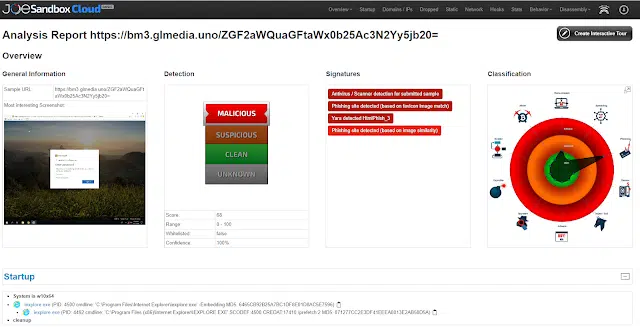 JOESandbox Cloud BASIC
Overview Startup Domains / IPs Dropped Static Network Hooks Stats Behavior Disassembly
Analysis Report https://bm3.glmedia.uno/ZGF2aWQuaGFtaWx0b25Ac3N2Yy5jb20=
Create Interactive Tour
Overview
General Information
Sample URL:
https://bm3.glmedia.uno/ZGF2aWQuaGFtaWx0b25Ac3N2Yy5jb20=
Most interesting Screenshot:
Detection
MALICIOUS
SUSPICIOUS
CLEAN
UNKNOWN
Score: 68
Range: 0 - 100
Whitelisted: false
Confidence: 100%
Signatures
Antivirus / Scanner detection for submitted sample
Phishing site detected (based on favicon image match)
Yara detected HtmlPhish_3
Phishing site detected (based on image similarity)
Classification
Startup
System is w10x64
iexplore.exe (PID: 4500 cmdline: 'C:\Program Files\Internet Explorer\iexplore.exe' -Embedding MD5:
iexplore.exe (PID: 4452 cmdline: 'C:\Program Files (x86)\Internet Explorer\IEXPLORE.EXE' SCODEF:4500 CREDAT:17410 /prefetch:2 MD5:
cleanup